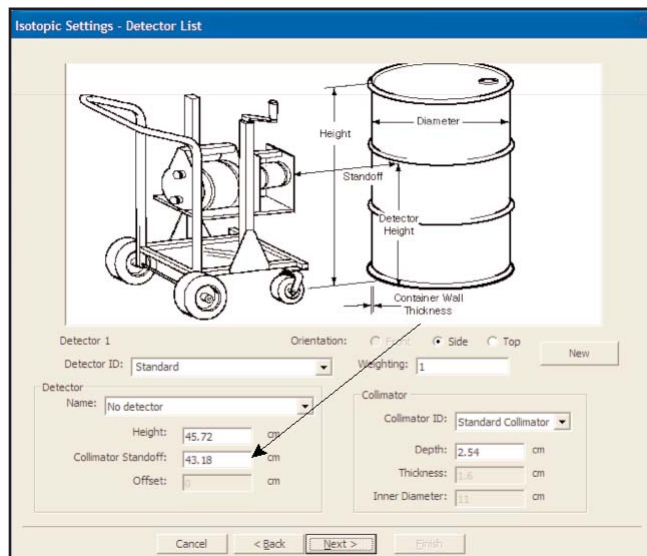 Isotopic Settings - Detector List
Height
Diameter
Standoff
Detector
Height
Container Wall
Thickness
Detector 1
Orientation: Front Side Top
New
Detector ID: Standard
Weighting: 1
Detector
Name: No detector
Height: 45.72 cm
Collimator Standoff: 43.18 cm
Offset: 0 cm
Collimator
Collimator ID: Standard Collimator
Depth: 2.54 cm
Thickness: 1.6 cm
Inner Diameter: 11 cm
Cancel
< Back
Next >
Finish